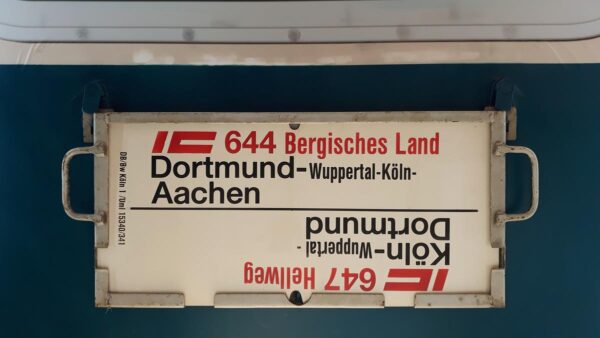 IC 644 Bergisches Land
Dortmund-Wuppertal-Köln-
Aachen
DB/Bw Köln 1 /Uml 15340/341
IC 647 Hellweg
Köln-Wuppertal-
Dortmund